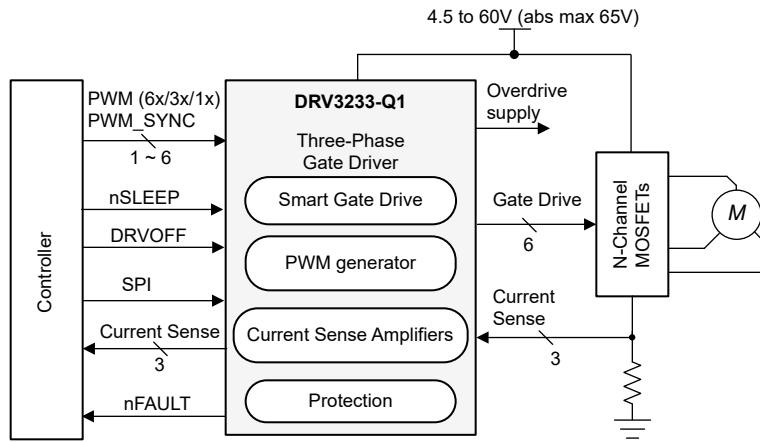 4.5 to 60V (abs max 65V)
Controller
PWM (6x/3x/1x)
PWM_SYNC
1 ~ 6
nSLEEP
DRVOFF
SPI
Current Sense
3
nFAULT
DRV3233-Q1
Three-Phase
Gate Driver
Smart Gate Drive
PWM generator
Current Sense Amplifiers
Protection
Overdrive
supply
Gate Drive
6
Current
Sense
3
N-Channel
MOSFETs
M